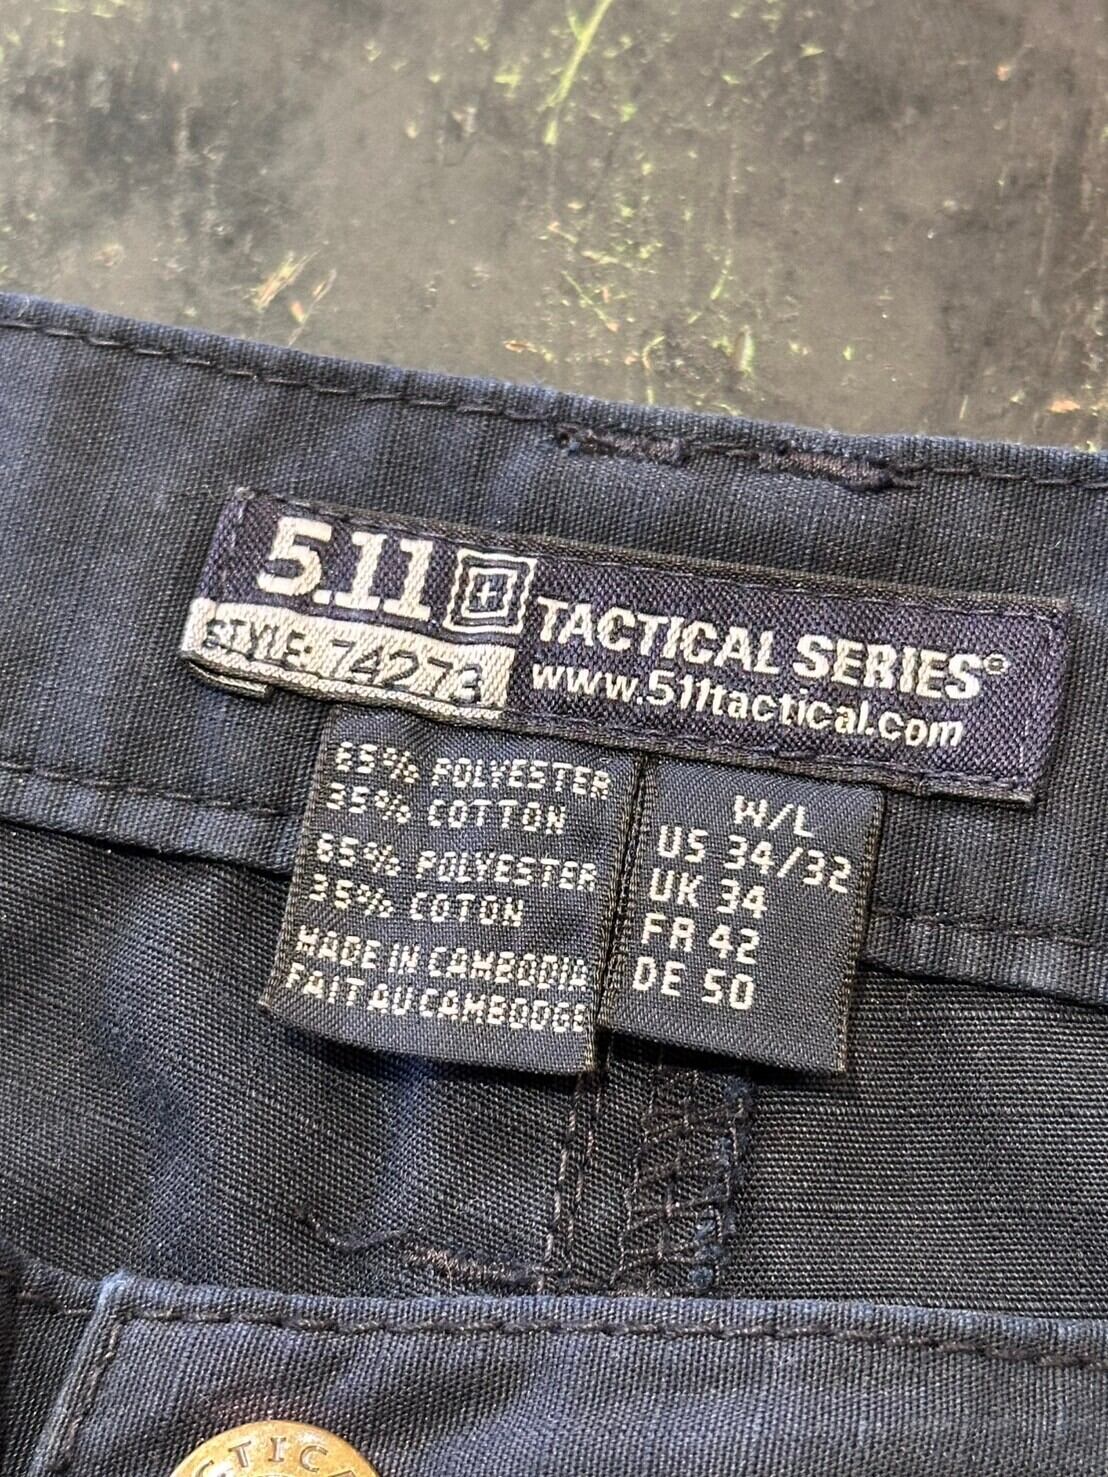 5.11 TACTICAL SERIES®
STYLE: 74273
www.511tactical.com
65% POLYESTER
35% COTTON
65% POLYESTER
35% COTON
MADE IN CAMBODIA
FAIT AU CAMBODGE
W/L
US 34/32
UK 34
FR 42
DE 50